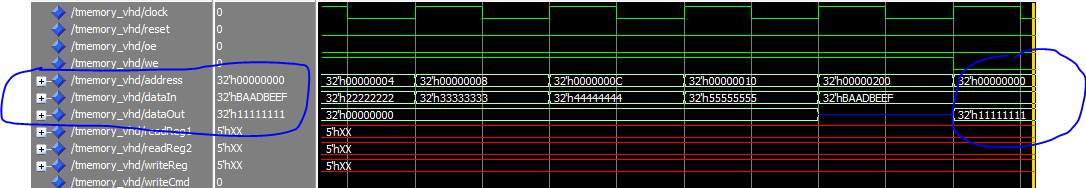 /tmemory_vhd/clock 0
/tmemory_vhd/reset 0
/tmemory_vhd/oe 0
/tmemory_vhd/we 0
/tmemory_vhd/address 32'h00000000 32'h00000004 32'h00000008 32'h0000000C 32'h00000010 32'h00000200 32'h00000000
/tmemory_vhd/dataIn 32'hBAADBEEF 32'h22222222 32'h33333333 32'h44444444 32'h55555555 32'hBAADBEEF
/tmemory_vhd/dataOut 32'h11111111 32'h00000000 32'h11111111
/tmemory_vhd/readReg1 5'hXX 5'hXX
/tmemory_vhd/readReg2 5'hXX 5'hXX
/tmemory_vhd/writeReg 5'hXX 5'hXX
/tmemory_vhd/writeCmd 0